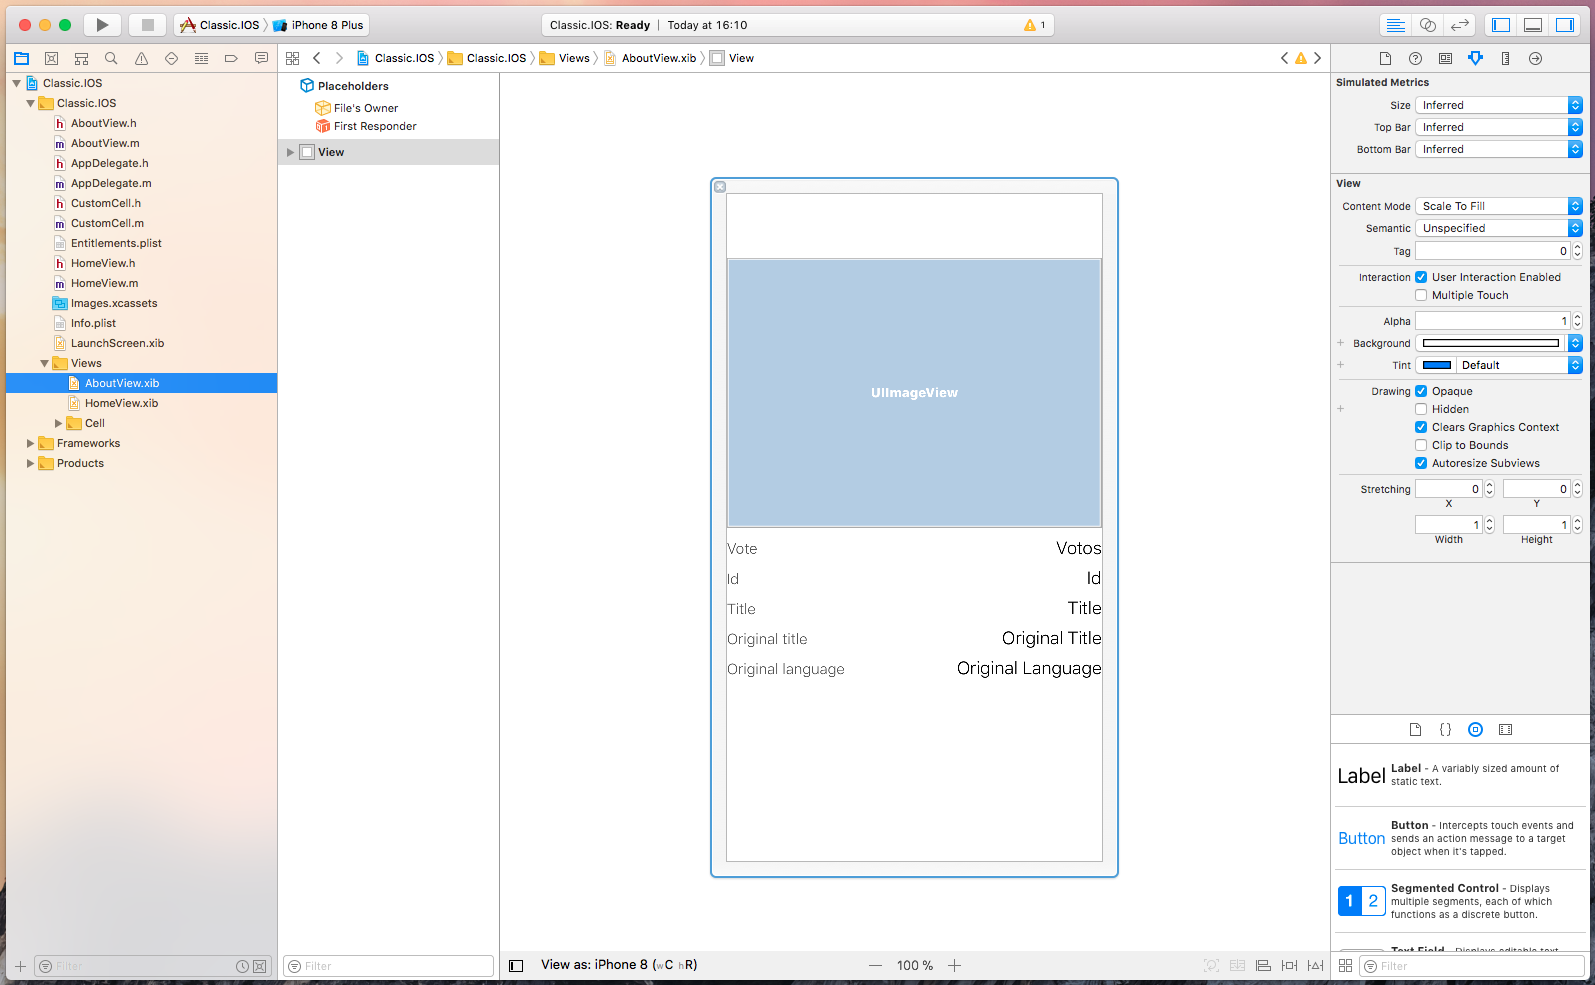 Classic.IOS
iPhone 8 Plus
Classic.IOS: Ready | Today at 16:10
1
Classic.IOS
Classic.IOS
Views
AboutView.xib
View
Classic.IOS
Classic.IOS
AboutView.h
AboutView.m
AppDelegate.h
AppDelegate.m
CustomCell.h
CustomCell.m
Entitlements.plist
HomeView.h
HomeView.m
Images.xcassets
Info.plist
LaunchScreen.xib
Views
AboutView.xib
HomeView.xib
Cell
Frameworks
Products
Filter
Placeholders
File's Owner
First Responder
View
Filter
UIImageView
Vote Votos
Id Id
Title Title
Original title Original Title
Original language Original Language
View as: iPhone 8 (wC hR)
100 %
Simulated Metrics
Size Inferred
Top Bar Inferred
Bottom Bar Inferred
View
Content Mode Scale To Fill
Semantic Unspecified
Tag 0
Interaction User Interaction Enabled
Multiple Touch
Alpha 1
Background
Tint Default
Drawing Opaque
Hidden
Clears Graphics Context
Clip to Bounds
Autoresize Subviews
Stretching 0 0
X Y
1 1
Width Height
Label
Label - A variably sized amount of
static text.
Button
Button - Intercepts touch events and
sends an action message to a target
object when it's tapped.
1 2
Segmented Control - Displays
multiple segments, each of which
functions as a discrete button.
Text Field - Displays editable text
Filter